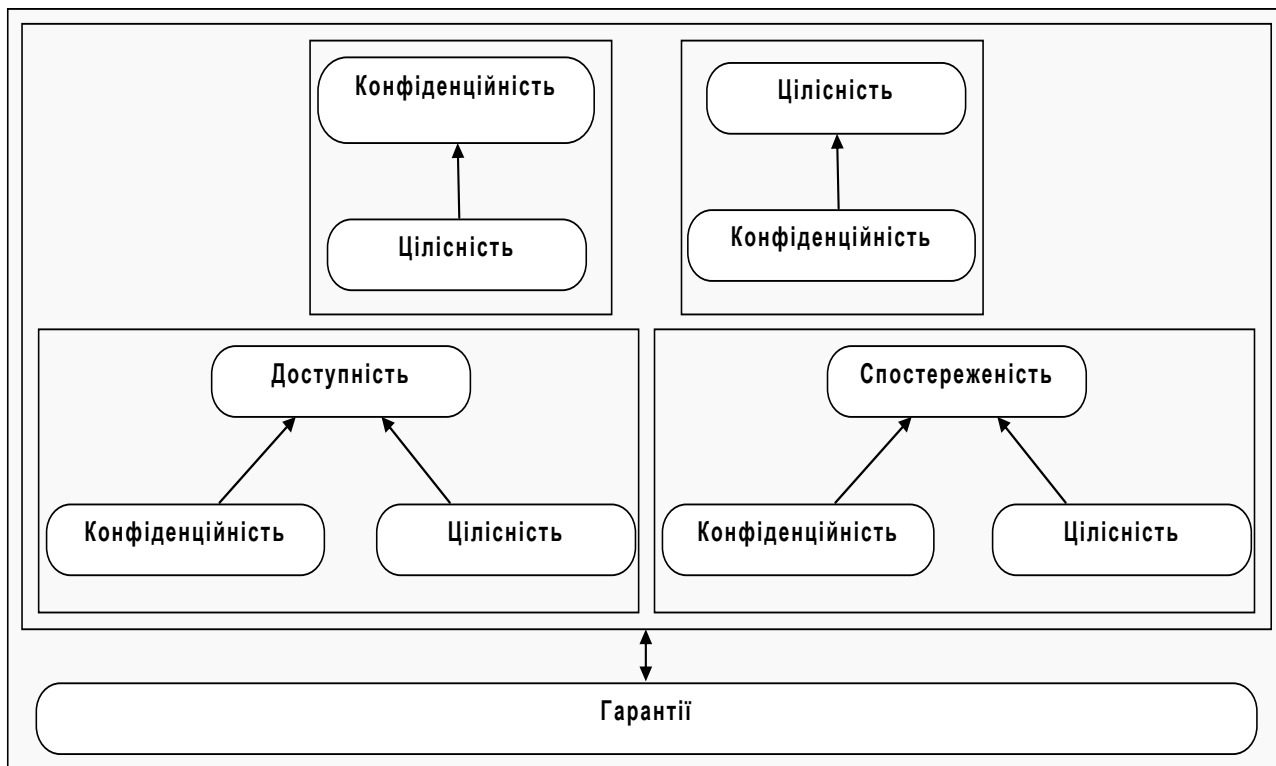 Конфіденційність
Цілісність
Цілісність
Конфіденційність
Доступність
Конфіденційність
Цілісність
Спостереженість
Конфіденційність
Цілісність
Гарантії